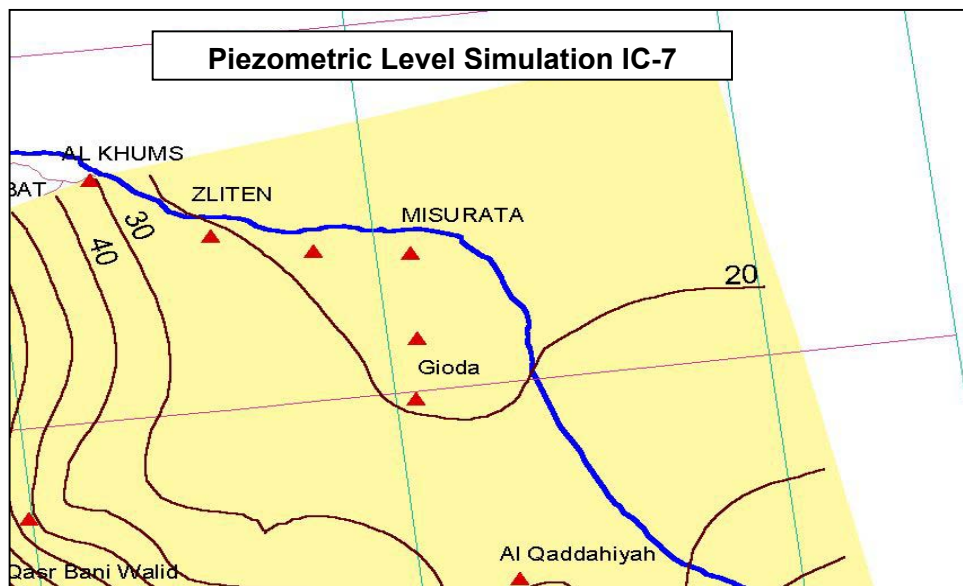 Piezometric Level Simulation IC-7
AL KHUMS
BAT
ZLITEN
MISURATA
30
40
20
Gioda
Al Qaddahiyah
Qasr Bani Walid